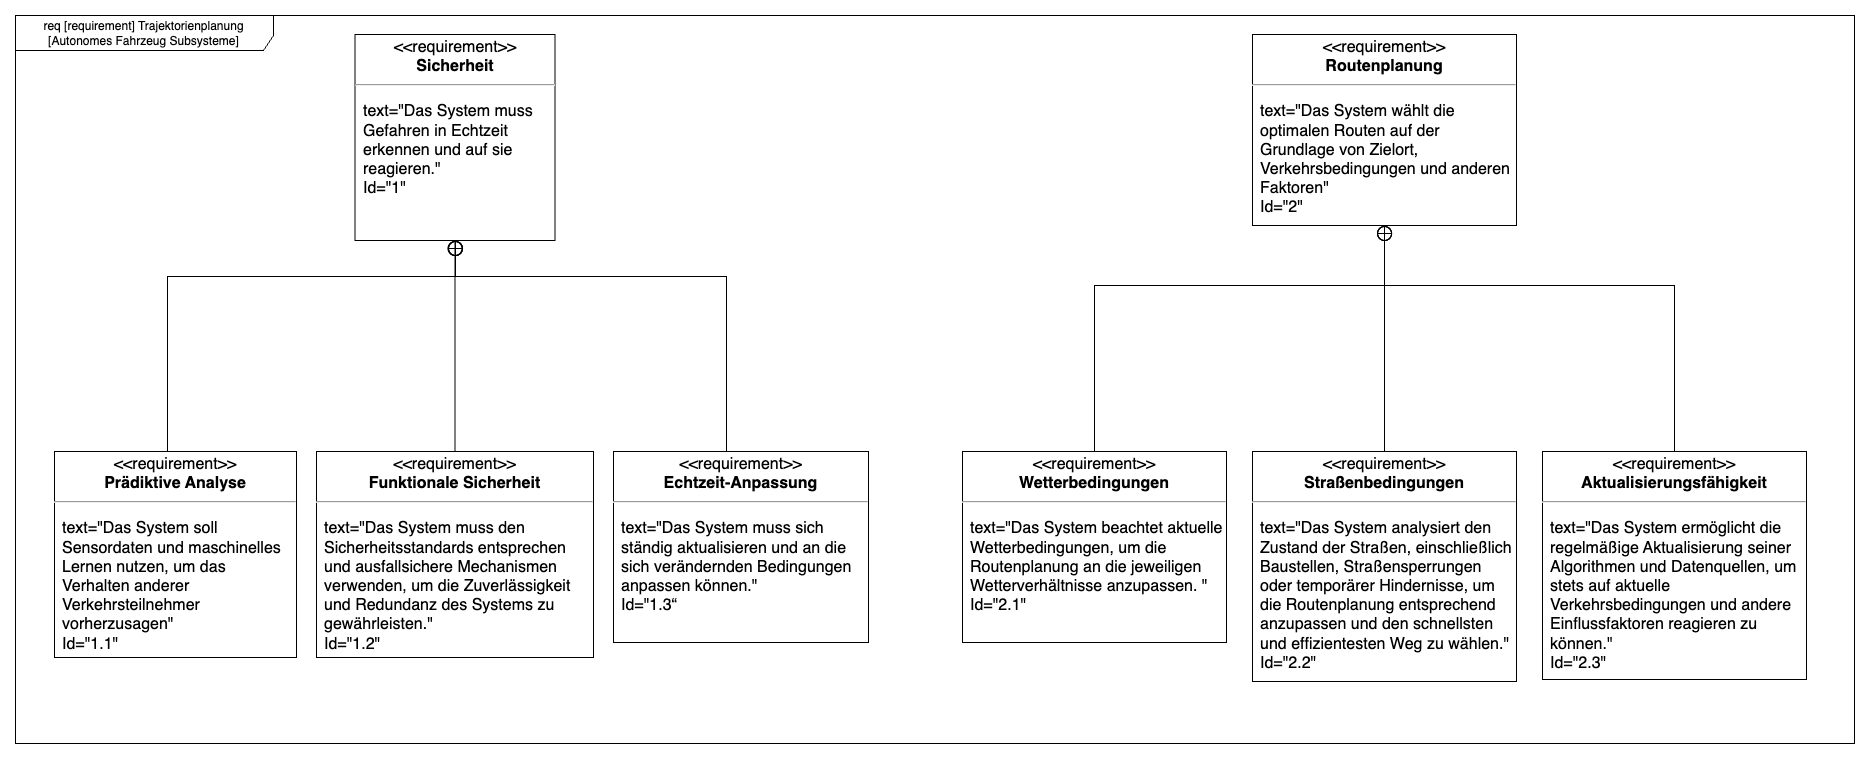 req [requirement] Trajektorienplanung
[Autonomes Fahrzeug Subsysteme]
<<requirement>>
Sicherheit
text="Das System muss
Gefahren in Echtzeit
erkennen und auf sie
reagieren."
Id="1"
<<requirement>>
Routenplanung
text="Das System wählt die
optimalen Routen auf der
Grundlage von Zielort,
Verkehrsbedingungen und anderen
Faktoren"
Id="2"
<<requirement>>
Prädiktive Analyse
text="Das System soll
Sensordaten und maschinelles
Lernen nutzen, um das
Verhalten anderer
Verkehrsteilnehmer
vorherzusagen"
Id="1.1"
<<requirement>>
Funktionale Sicherheit
text="Das System muss den
Sicherheitsstandards entsprechen
und ausfallsichere Mechanismen
verwenden, um die Zuverlässigkeit
und Redundanz des Systems zu
gewährleisten."
Id="1.2"
<<requirement>>
Echtzeit-Anpassung
text="Das System muss sich
ständig aktualisieren und an die
sich verändernden Bedingungen
anpassen können."
Id="1.3“
<<requirement>>
Wetterbedingungen
text="Das System beachtet aktuelle
Wetterbedingungen, um die
Routenplanung an die jeweiligen
Wetterverhältnisse anzupassen. "
Id="2.1"
<<requirement>>
Straßenbedingungen
text="Das System analysiert den
Zustand der Straßen, einschließlich
Baustellen, Straßensperrungen
oder temporärer Hindernisse, um
die Routenplanung entsprechend
anzupassen und den schnellsten
und effizientesten Weg zu wählen."
Id="2.2"
<<requirement>>
Aktualisierungsfähigkeit
text="Das System ermöglicht die
regelmäßige Aktualisierung seiner
Algorithmen und Datenquellen, um
stets auf aktuelle
Verkehrsbedingungen und andere
Einflussfaktoren reagieren zu
können."
Id="2.3"